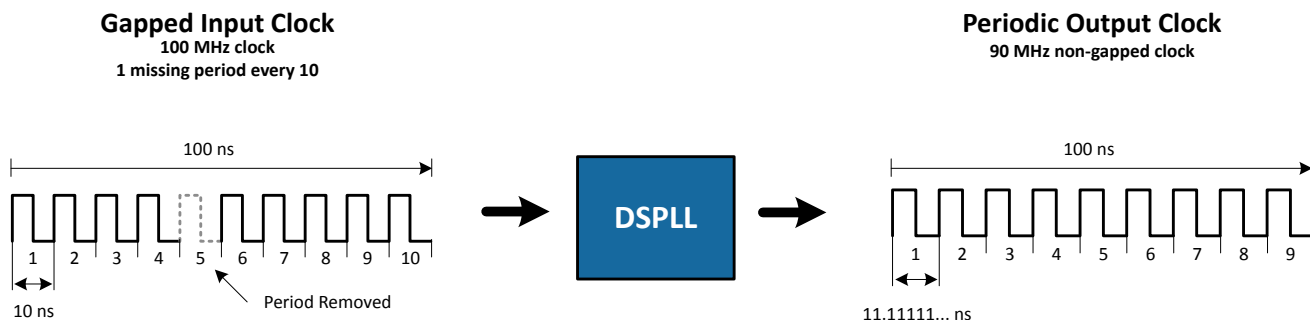 Gapped Input Clock
100 MHz clock
1 missing period every 10
100 ns
1 2 3 4 5 6 7 8 9 10
10 ns
Period Removed
DSPLL
Periodic Output Clock
90 MHz non-gapped clock
100 ns
1 2 3 4 5 6 7 8 9
11.11111... ns